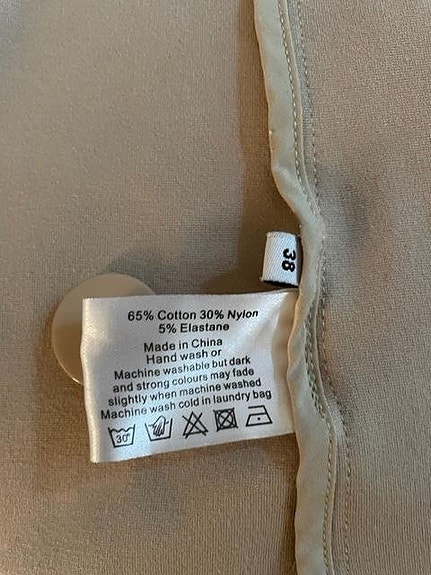 38
65% Cotton 30% Nylon
5% Elastane
Made in China
Hand wash or
Machine washable but dark
and strong colours may fade
slightly when machine washed
Machine wash cold in laundry bag
30°